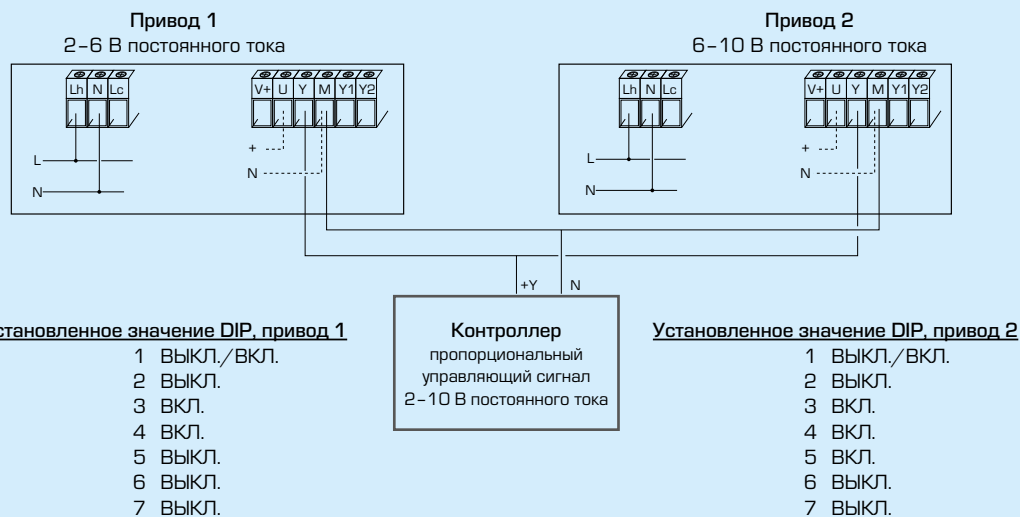 Привод 1
2–6 В постоянного тока
Lh N Lc
V+ U Y M Y1 Y2
+
N
L
N
Привод 2
6–10 В постоянного тока
Lh N Lc
V+ U Y M Y1 Y2
+
N
L
N
+Y N
Контроллер
пропорциональный
управляющий сигнал
2–10 В постоянного тока
становленное значение DIP, привод 1
1 ВЫКЛ./ВКЛ.
2 ВЫКЛ.
3 ВКЛ.
4 ВКЛ.
5 ВЫКЛ.
6 ВЫКЛ.
7 ВЫКЛ.
Установленное значение DIP, привод 2
1 ВЫКЛ./ВКЛ.
2 ВЫКЛ.
3 ВКЛ.
4 ВКЛ.
5 ВКЛ.
6 ВЫКЛ.
7 ВЫКЛ.